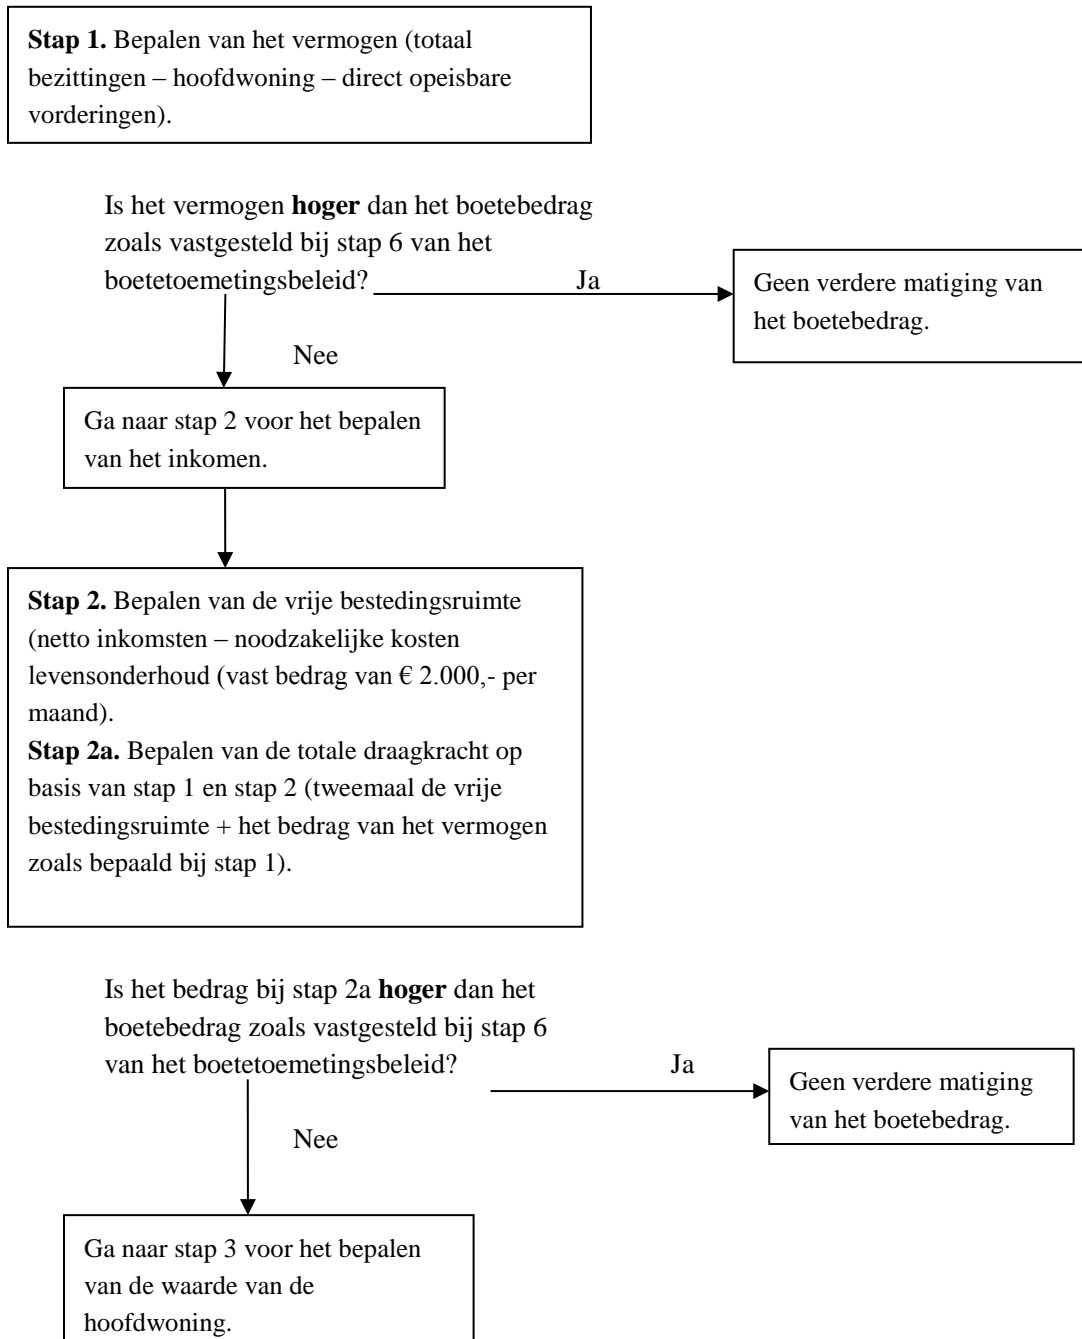 Stap 1. Bepalen van het vermogen (totaal
bezittingen – hoofdwoning – direct opeisbare
vorderingen).
Is het vermogen hoger dan het boetebedrag
zoals vastgesteld bij stap 6 van het
boetetoemetingsbeleid?
Ja
Geen verdere matiging van
het boetebedrag.
Nee
Ga naar stap 2 voor het bepalen
van het inkomen.
Stap 2. Bepalen van de vrije bestedingsruimte
(netto inkomsten – noodzakelijke kosten
levensonderhoud (vast bedrag van € 2.000,- per
maand).
Stap 2a. Bepalen van de totale draagkracht op
basis van stap 1 en stap 2 (tweemaal de vrije
bestedingsruimte + het bedrag van het vermogen
zoals bepaald bij stap 1).
Is het bedrag bij stap 2a hoger dan het
boetebedrag zoals vastgesteld bij stap 6
van het boetetoemetingsbeleid?
Ja
Geen verdere matiging
van het boetebedrag.
Nee
Ga naar stap 3 voor het bepalen
van de waarde van de
hoofdwoning.